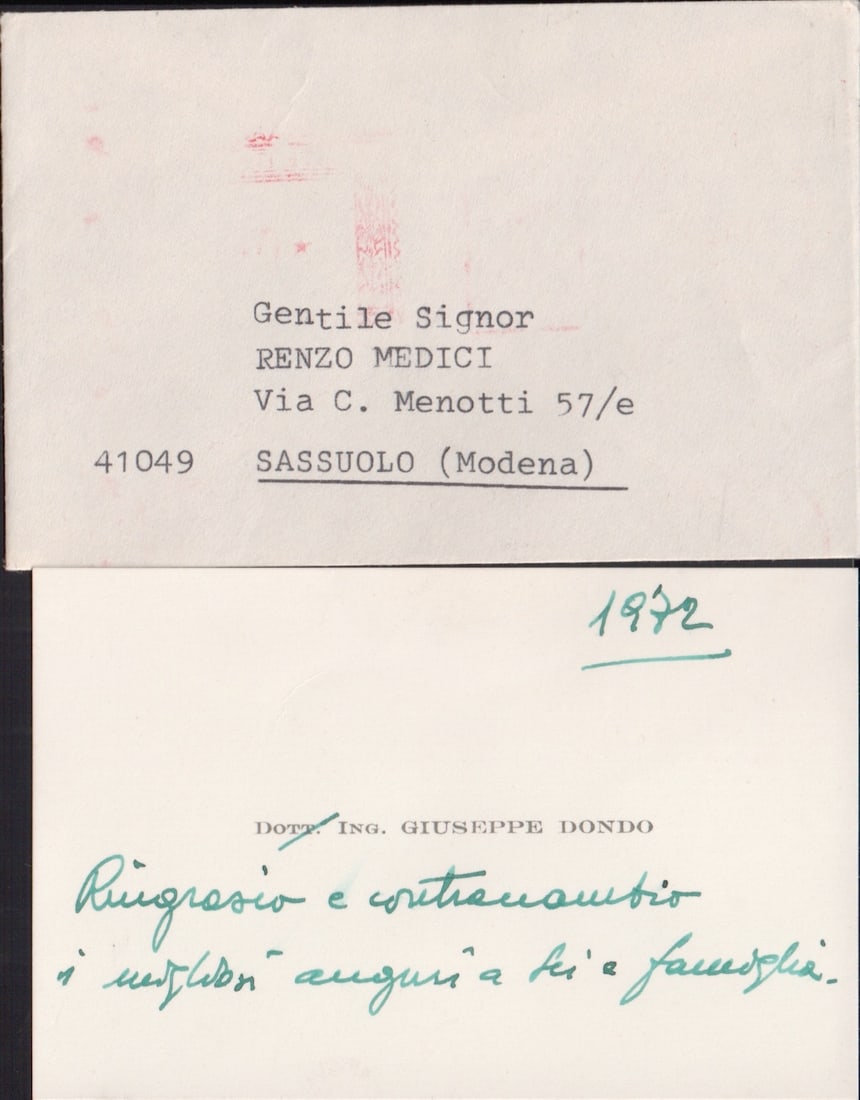 Gentile Signor
RENZO MEDICI
Via C. Menotti 57/e
41049 SASSUOLO (Modena)
1972
DOTT. ING. GIUSEPPE DONDO
Ringrazio e contraccambio
i migliori auguri a Lei e famiglia.